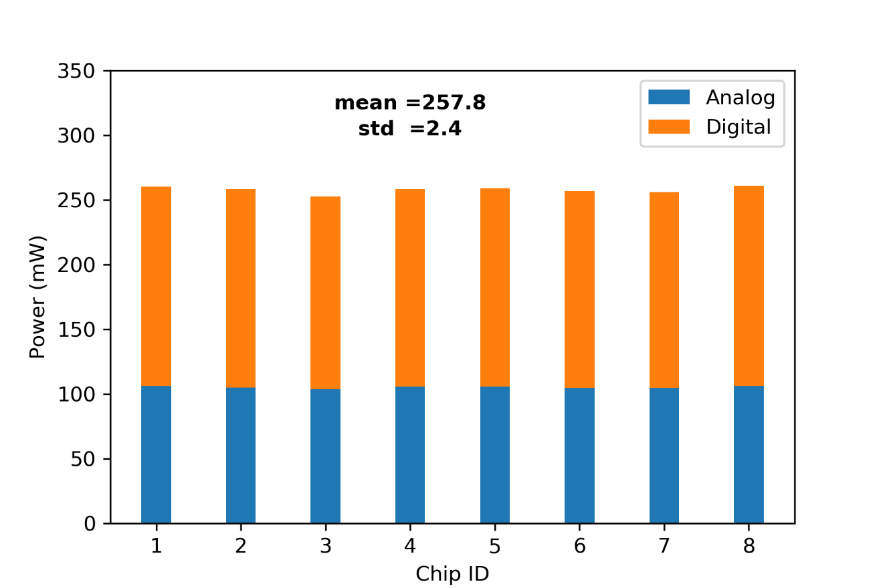 350
300
250
200
150
100
50
0
Power (mW)
mean =257.8
std =2.4
Analog
Digital
1 2 3 4 5 6 7 8
Chip ID